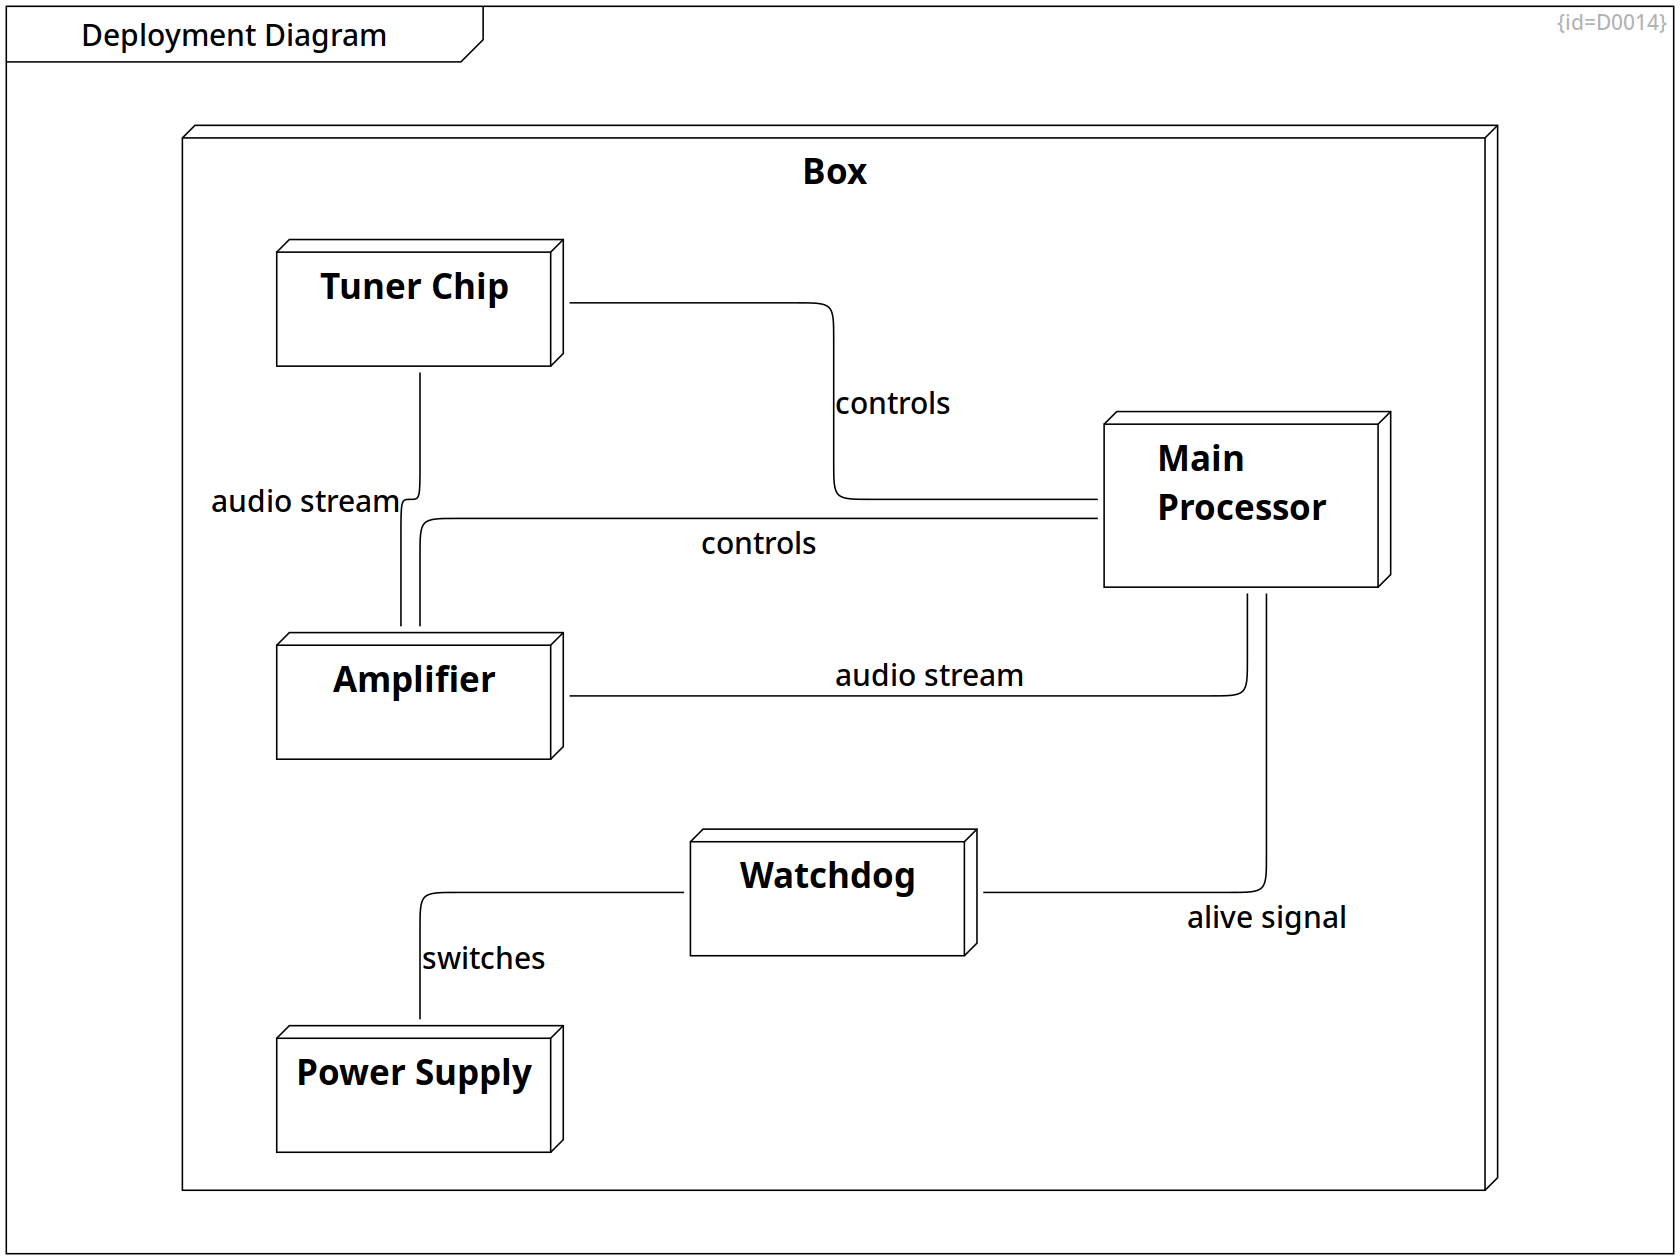 Deployment Diagram
{id=D0014}
Box
Tuner Chip
controls
Main
Processor
audio stream
controls
Amplifier
audio stream
Watchdog
alive signal
switches
Power Supply